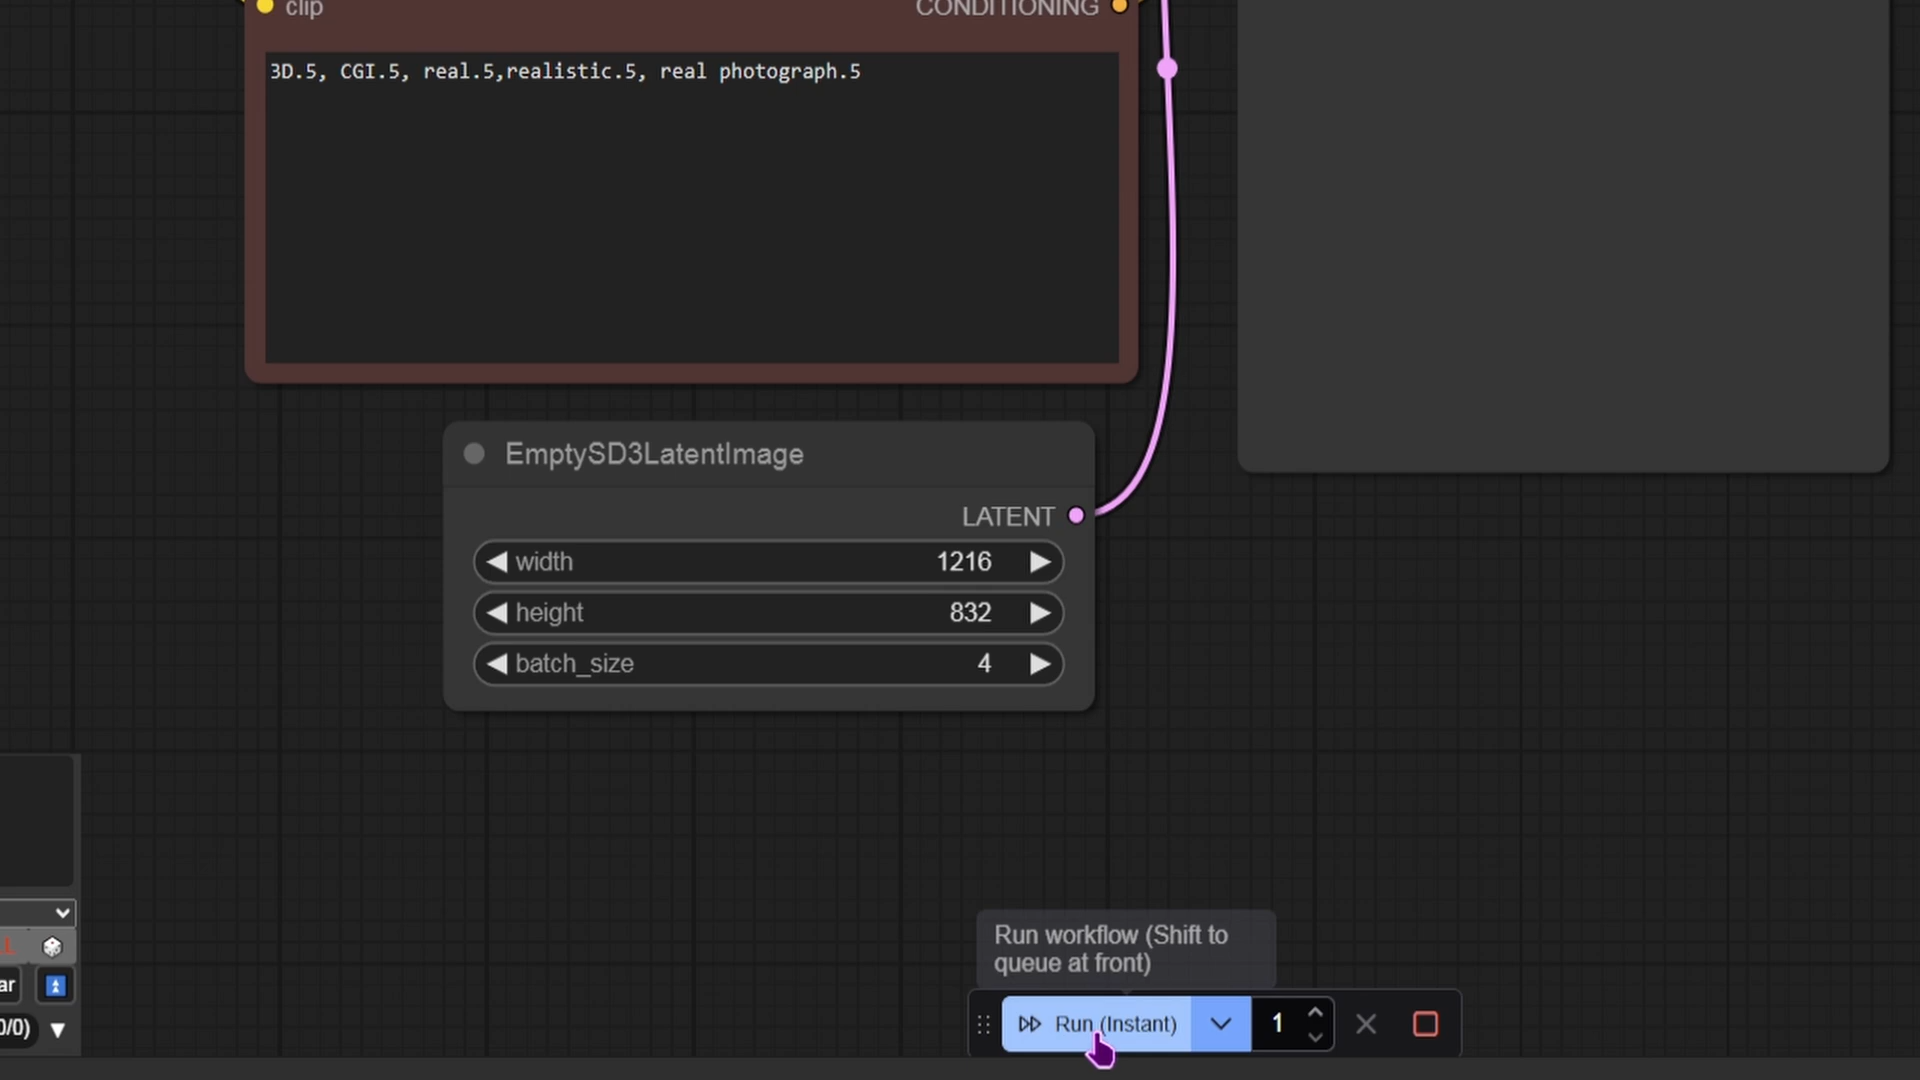 clip
CONDITIONING
3D.5, CGI.5, real.5,realistic.5, real photograph.5
EmptySD3LatentImage
LATENT
width 1216
height 832
batch_size 4
ar
0/0)
Run workflow (Shift to
queue at front)
Run (Instant)
1